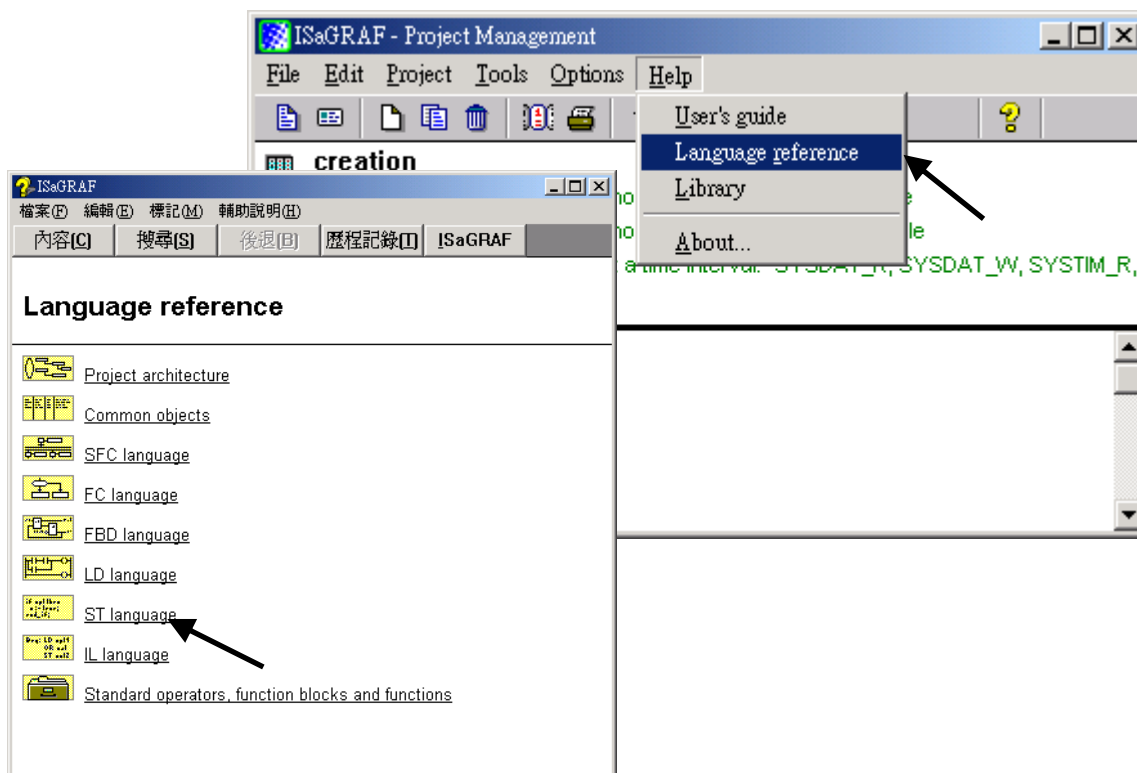 ISaGRAF - Project Management
File Edit Project Tools Options Help
User's guide
Language reference
Library
About...
creation
SYSDAT_R, SYSDAT_W, SYSTIM_R,
ISaGRAF
檔案(F) 編輯(E) 標記(M) 輔助說明(H)
內容(C) 搜尋(S) 後退(B) 歷程記錄(T) ISaGRAF
Language reference
Project architecture
Common objects
SFC language
FC language
FBD language
LD language
ST language
IL language
Standard operators, function blocks and functions